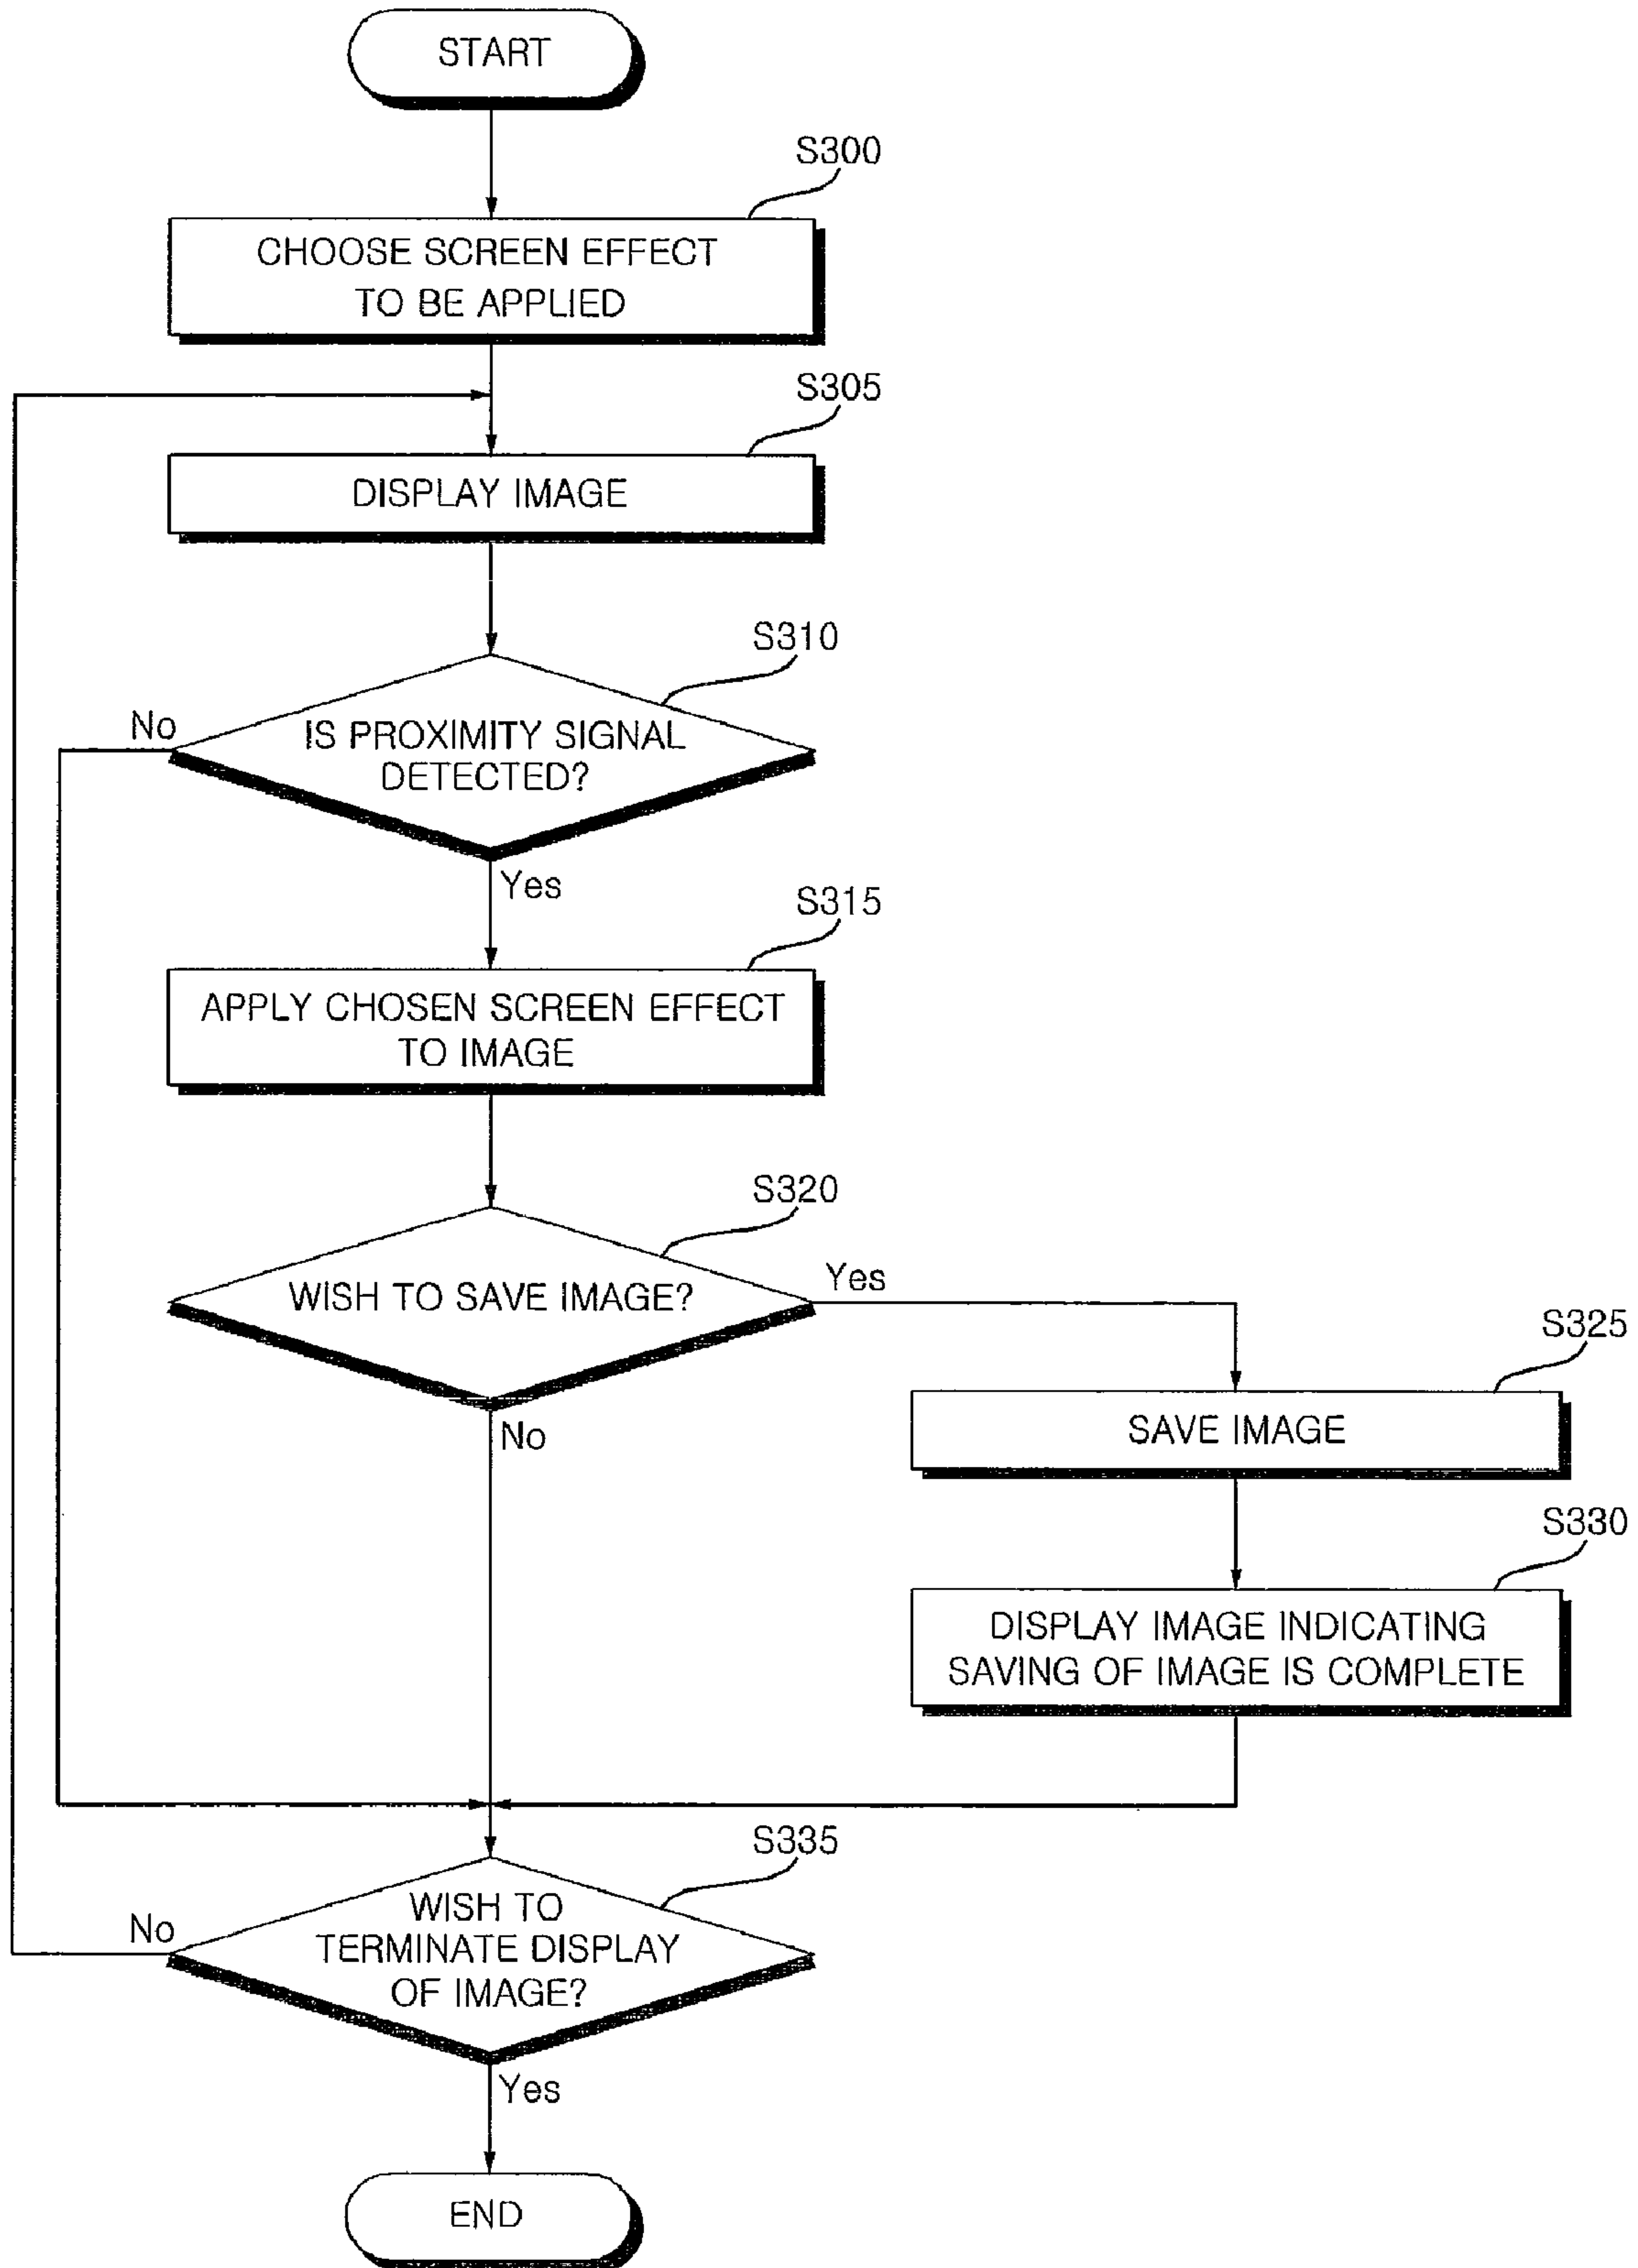 START
S300
CHOOSE SCREEN EFFECT
TO BE APPLIED
S305
DISPLAY IMAGE
S310
No
IS PROXIMITY SIGNAL
DETECTED?
Yes
S315
APPLY CHOSEN SCREEN EFFECT
TO IMAGE
S320
WISH TO SAVE IMAGE?
Yes
No
S325
SAVE IMAGE
S330
DISPLAY IMAGE INDICATING
SAVING OF IMAGE IS COMPLETE
S335
No
WISH TO
TERMINATE DISPLAY
OF IMAGE?
Yes
END